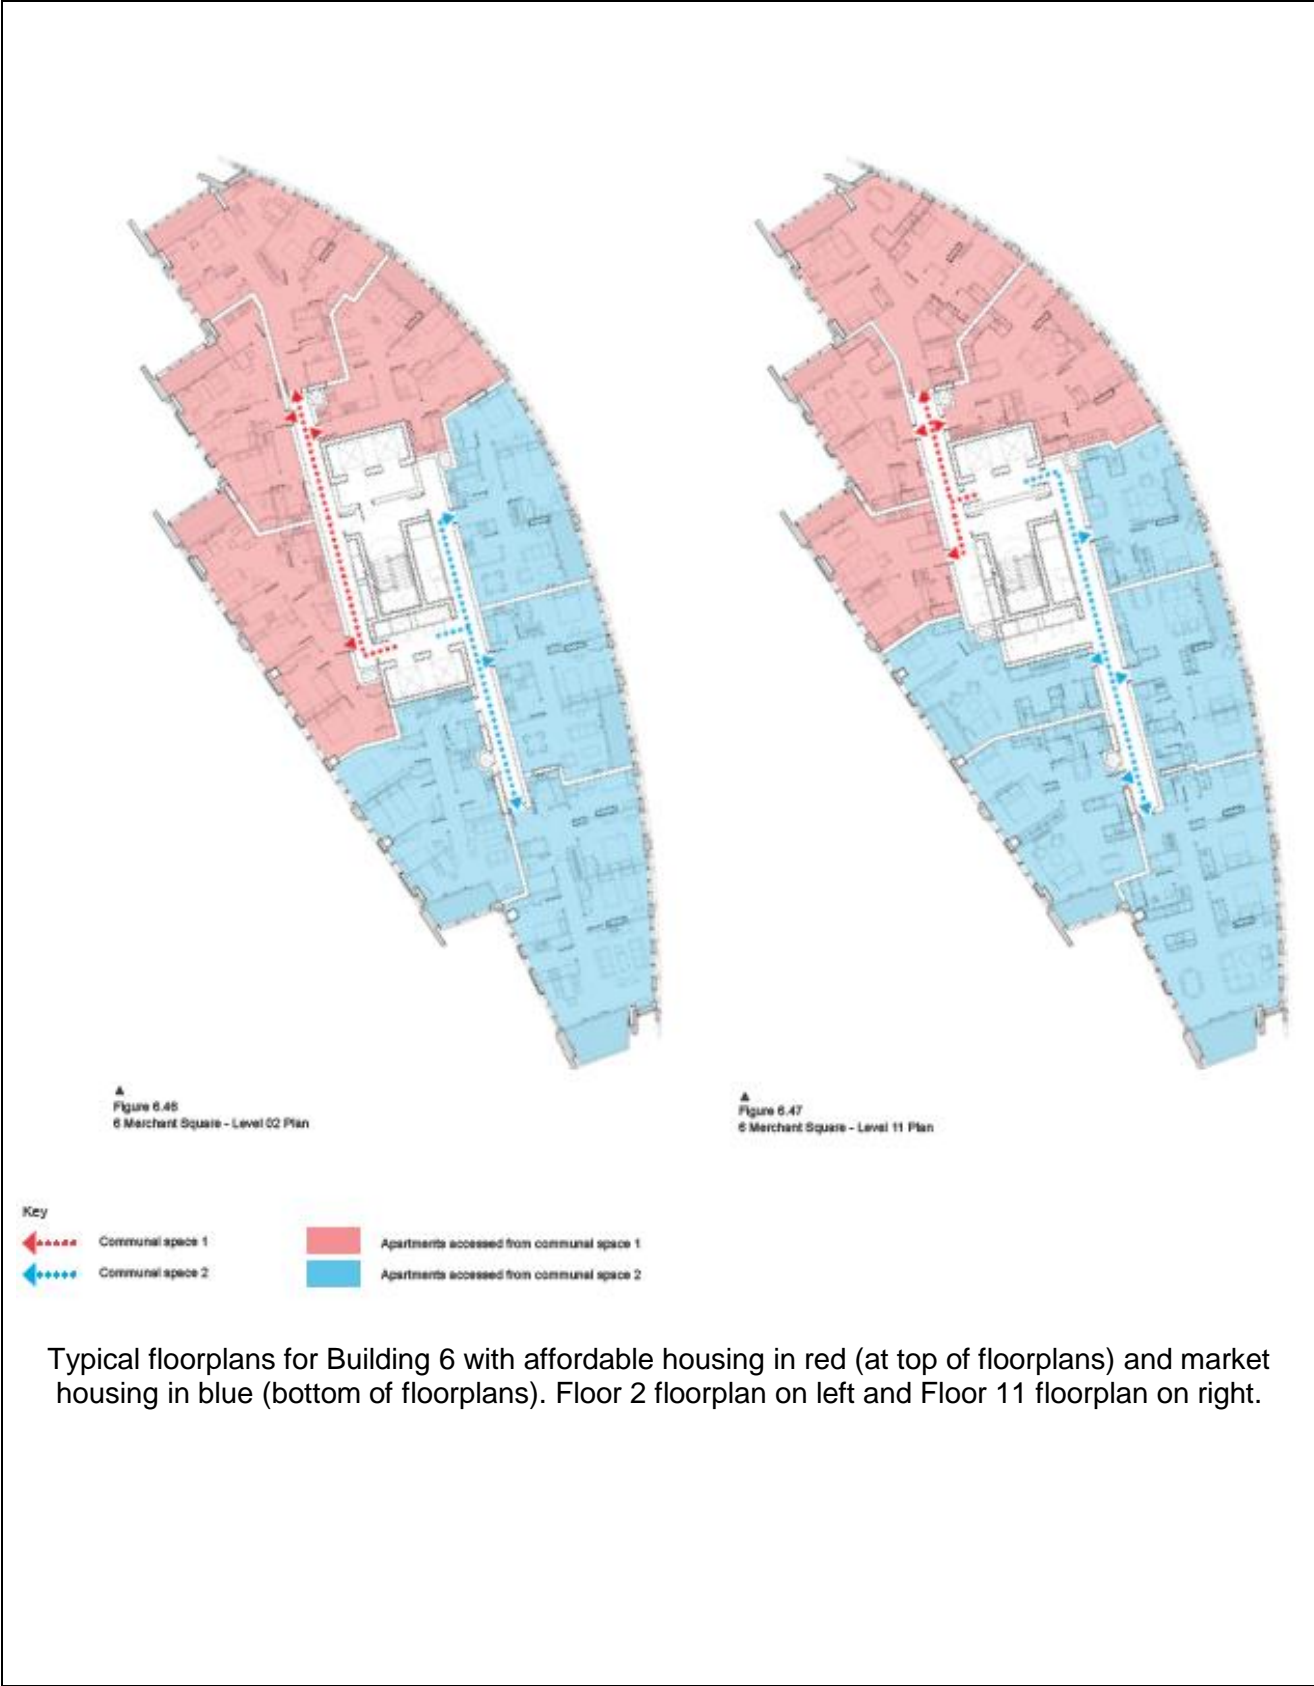 Figure 6.46
6 Merchant Square - Level 02 Plan
Figure 6.47
6 Merchant Square - Level 11 Plan
Key
Communal space 1
Apartments accessed from communal space 1
Communal space 2
Apartments accessed from communal space 2
Typical floorplans for Building 6 with affordable housing in red (at top of floorplans) and market
housing in blue (bottom of floorplans). Floor 2 floorplan on left and Floor 11 floorplan on right.